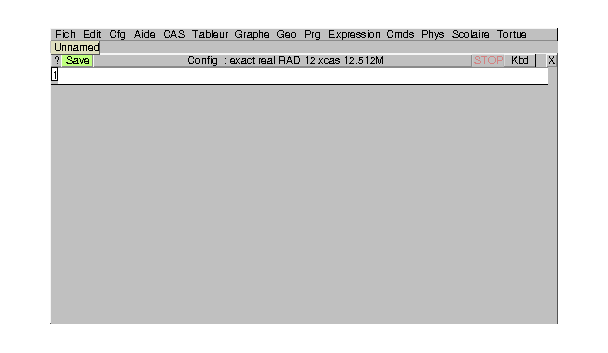 Fich Edit Cfg Aide CAS Tableur Graphe Geo Prg Expression Cmds Phys Scolaire Tortue
Unnamed
? Save Config : exact real RAD 12 xcas 12.512M STOP Kbd X
1